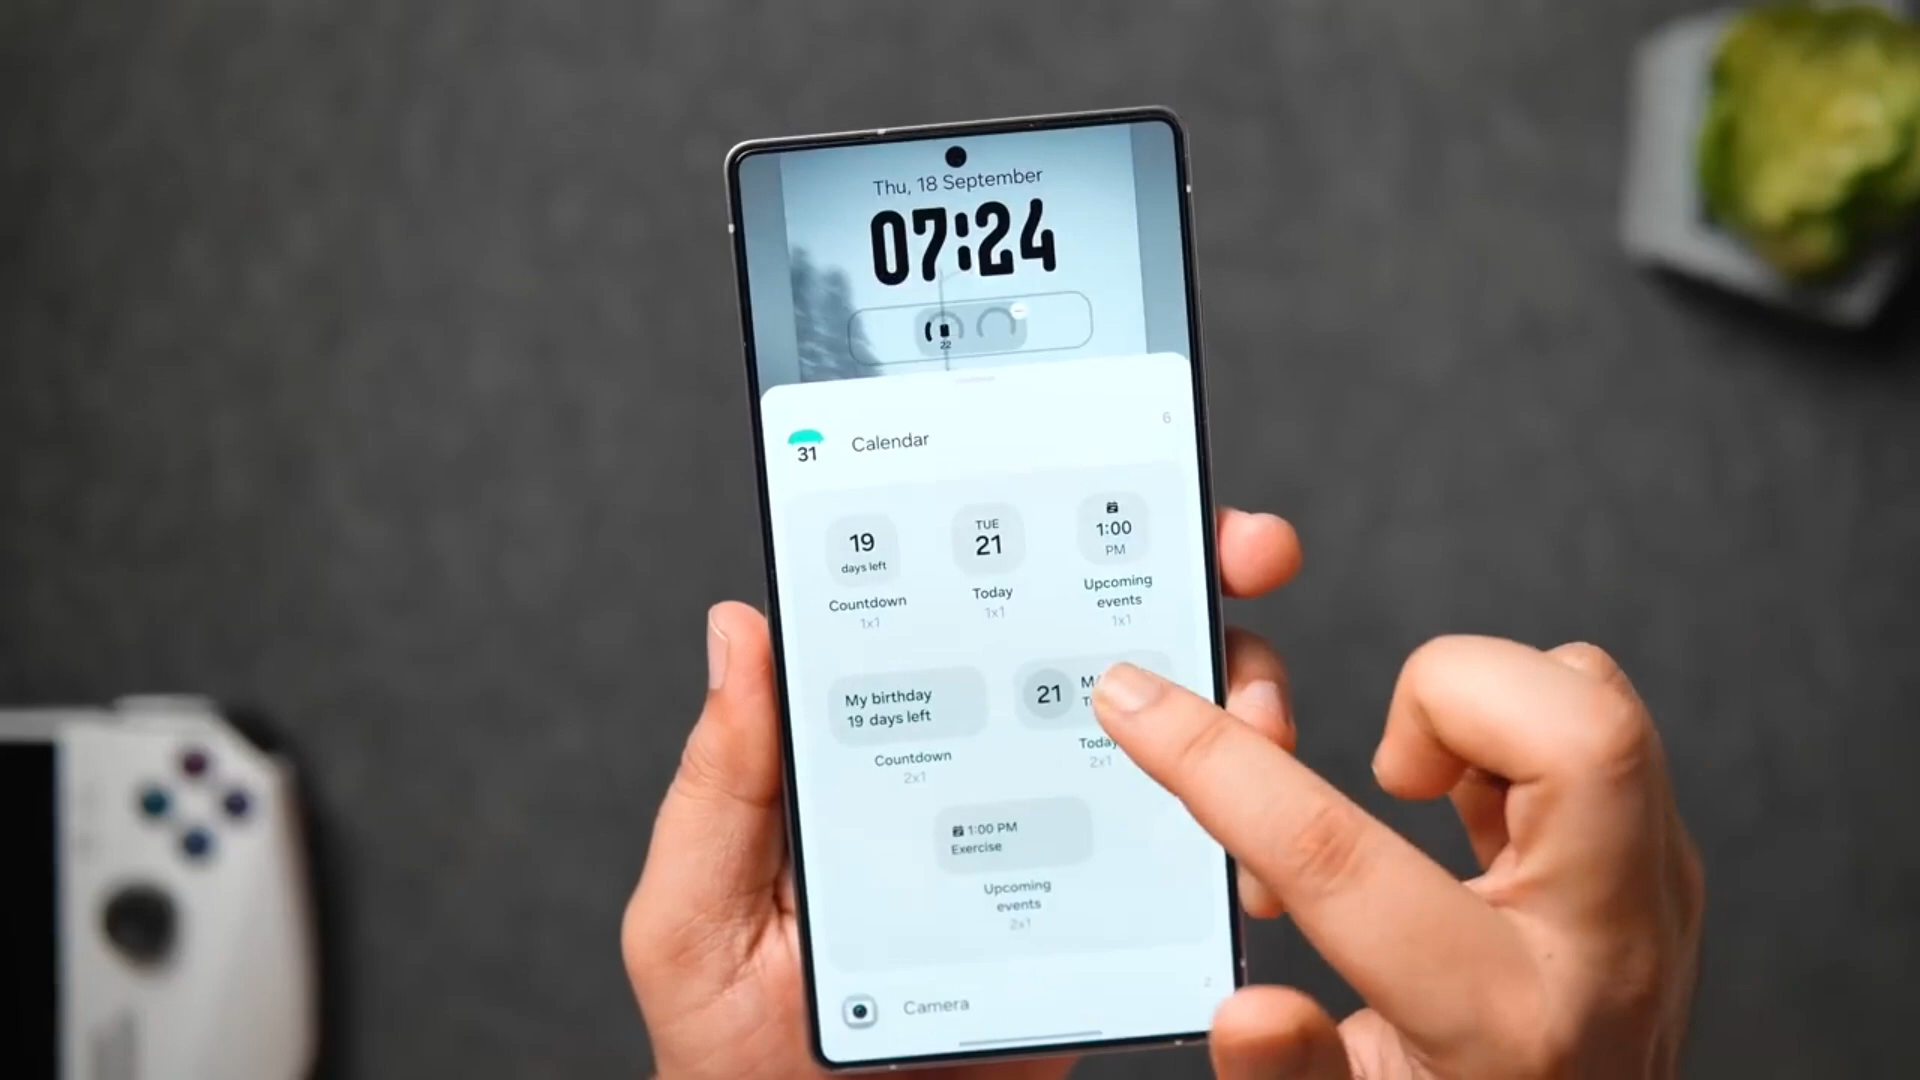 Thu, 18 September
07:24
22
6
31
Calendar
19
days left
TUE
21
1:00
PM
Countdown
1x1
Today
1x1
Upcoming
events
1x1
My birthday
19 days left
21
Countdown
2x1
Today
2x1
1:00 PM
Exercise
Upcoming
events
2x1
2
Camera